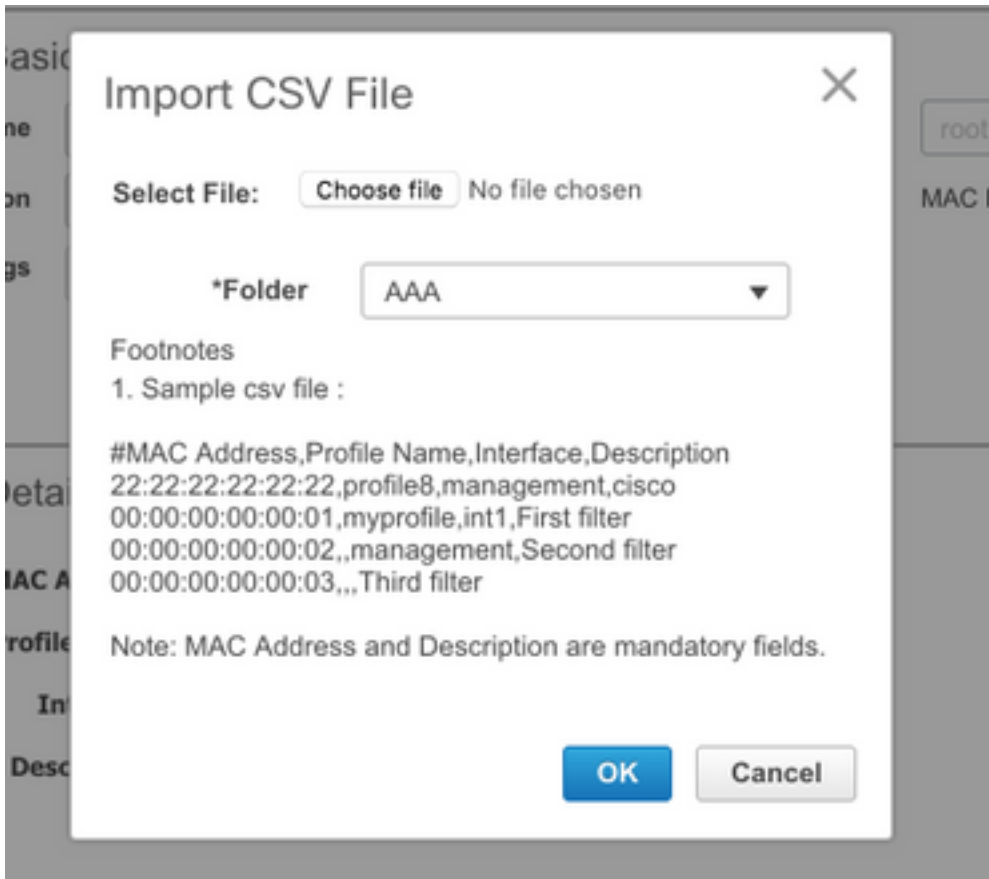 Import CSV File
root
Select File: Choose file No file chosen
MAC
*Folder AAA
Footnotes
1. Sample csv file :
#MAC Address,Profile Name,Interface,Description
22:22:22:22:22:22,profile8,management,cisco
00:00:00:00:00:01,myprofile,int1,First filter
00:00:00:00:00:02,,management,Second filter
00:00:00:00:00:03,,,Third filter
Note: MAC Address and Description are mandatory fields.
OK Cancel